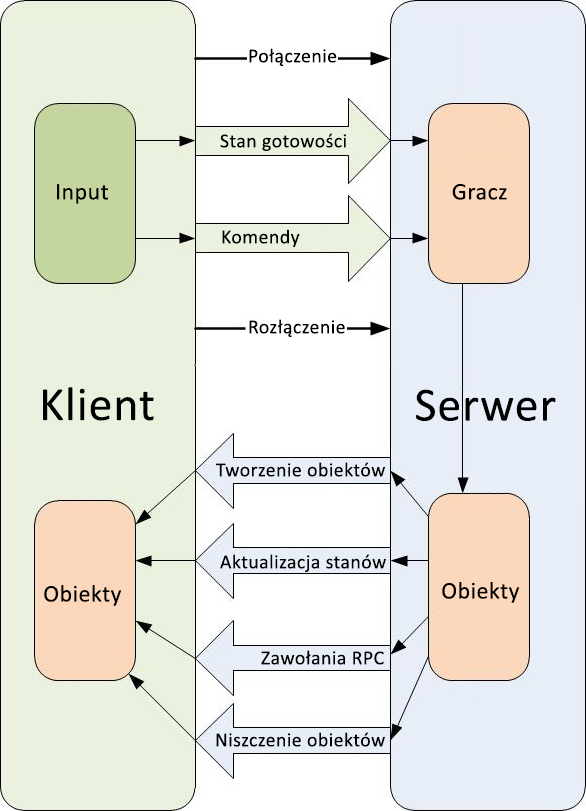 Połączenie
Stan gotowości
Input
Gracz
Komendy
Rozłączenie
Klient
Serwer
Tworzenie obiektów
Aktualizacja stanów
Obiekty
Obiekty
Zawołania RPC
Niszczenie obiektów